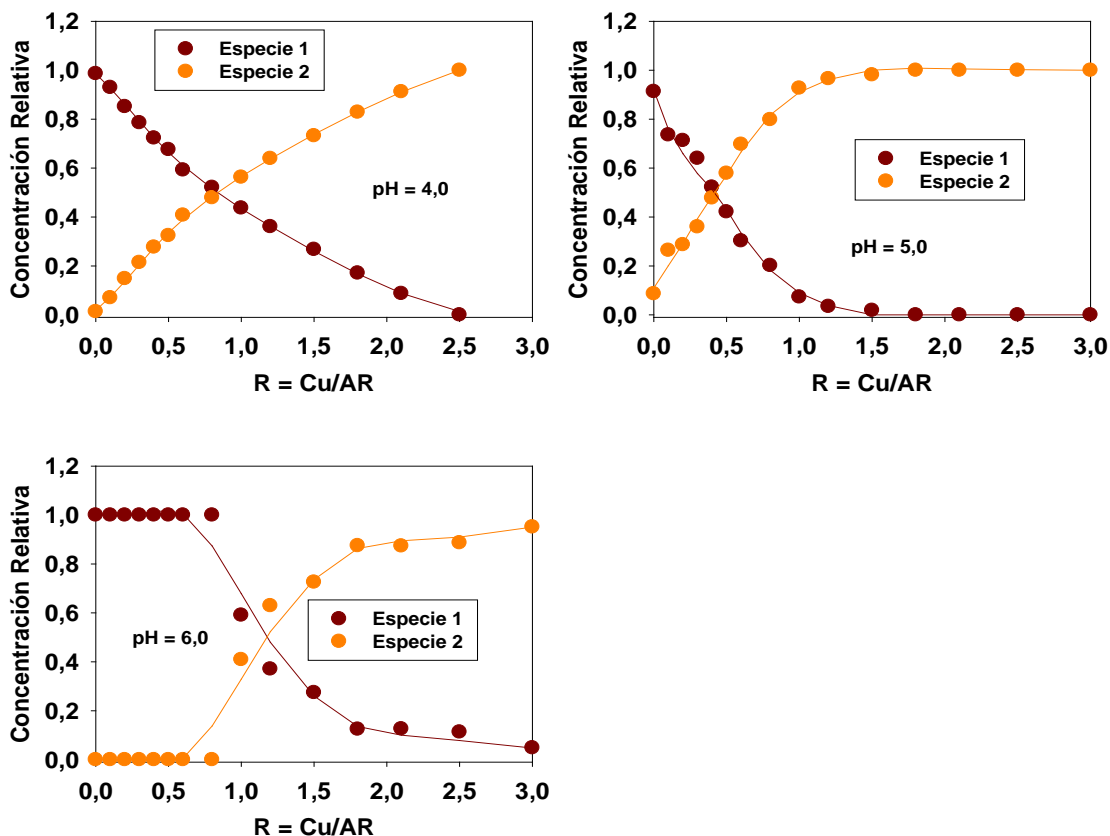 1,2
1,0
0,8
0,6
0,4
0,2
0,0
Concentración Relativa
Especie 1
Especie 2
pH = 4,0
0,0 0,5 1,0 1,5 2,0 2,5 3,0
R = Cu/AR
1,2
1,0
0,8
0,6
0,4
0,2
0,0
Concentración Relativa
Especie 1
Especie 2
pH = 5,0
0,0 0,5 1,0 1,5 2,0 2,5 3,0
R = Cu/AR
1,2
1,0
0,8
0,6
0,4
0,2
0,0
Concentración Relativa
Especie 1
Especie 2
pH = 6,0
0,0 0,5 1,0 1,5 2,0 2,5 3,0
R = Cu/AR